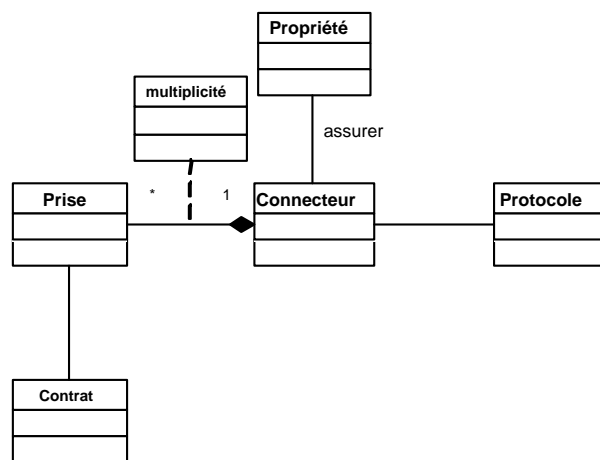 Propriété
multiplicité
assurer
Prise
*
1
Connecteur
Protocole
Contrat